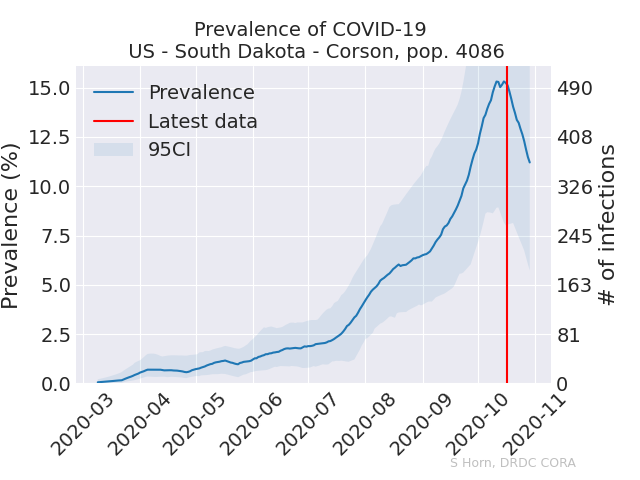 Prevalence of COVID-19
US - South Dakota - Corson, pop. 4086
Prevalence
Latest data
95CI
Prevalence (%)
15.0
12.5
10.0
7.5
5.0
2.5
0.0
490
408
326
245
163
81
0
# of infections
2020-03
2020-04
2020-05
2020-06
2020-07
2020-08
2020-09
2020-10
2020-11
S Horn, DRDC CORA